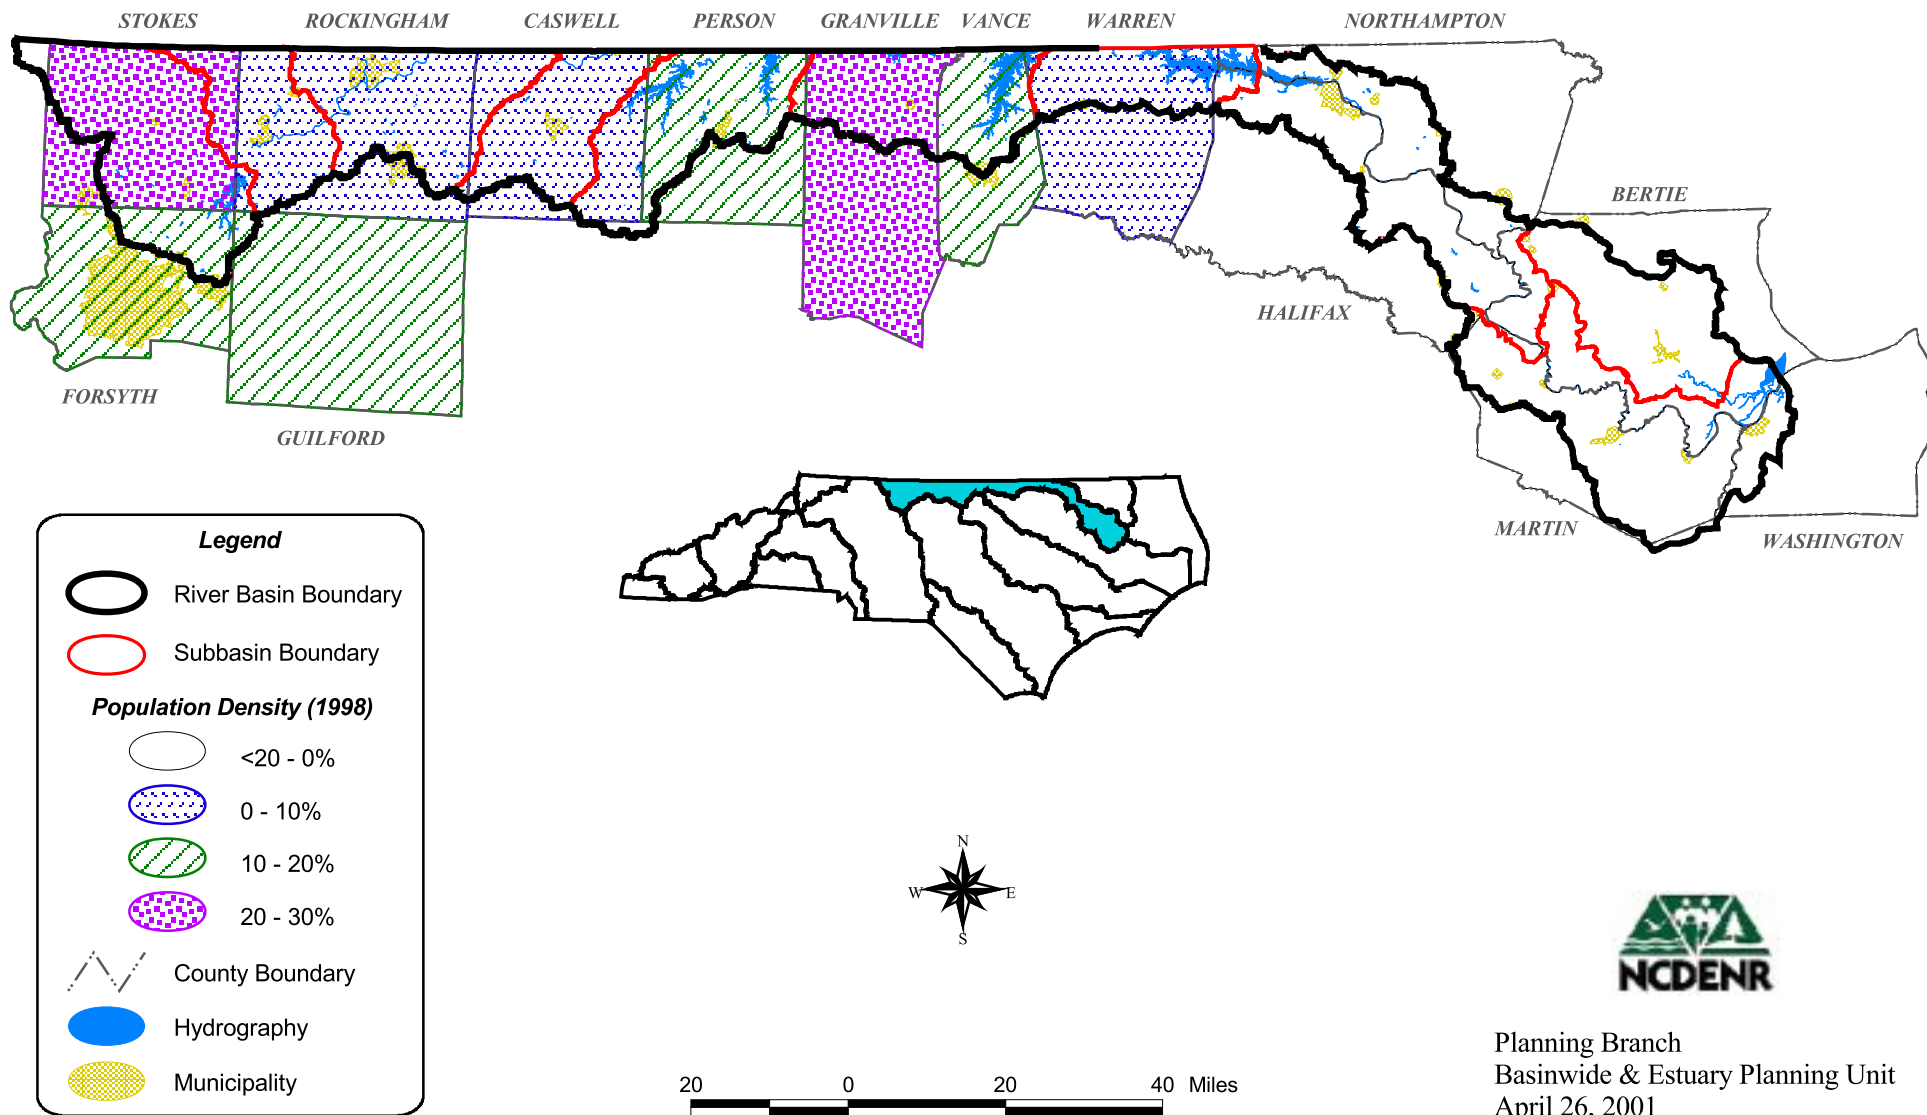 STOKES ROCKINGHAM CASWELL PERSON GRANVILLE VANCE WARREN NORTHAMPTON
BERTIE
HALIFAX
FORSYTH
GUILFORD
MARTIN
WASHINGTON
Legend
River Basin Boundary
Subbasin Boundary
Population Density (1998)
<20 - 0%
0 - 10%
10 - 20%
20 - 30%
County Boundary
Hydrography
Municipality
N
W E
S
20 0 20 40 Miles
NCDENR
Planning Branch
Basinwide & Estuary Planning Unit
April 26, 2001